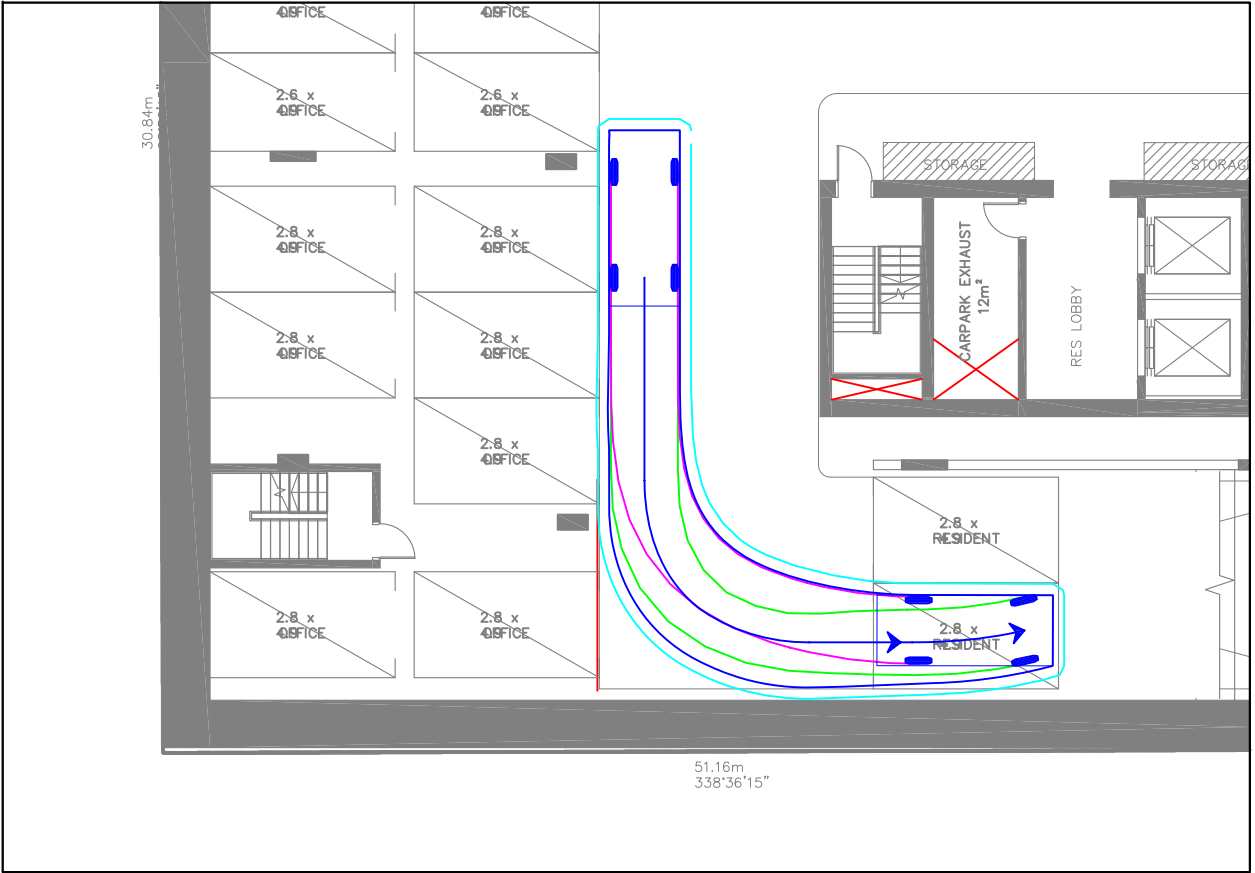 OFFICE
OFFICE
2.6 x
OFFICE
2.6 x
OFFICE
30.84m
STORAGE
STORAG
2.8 x
OFFICE
2.8 x
OFFICE
CARPARK EXHAUST
12m²
RES LOBBY
2.8 x
OFFICE
2.8 x
OFFICE
2.8 x
OFFICE
2.8 x
RESIDENT
2.8 x
OFFICE
2.8 x
OFFICE
2.8 x
RESIDENT
51.16m
338°36'15"